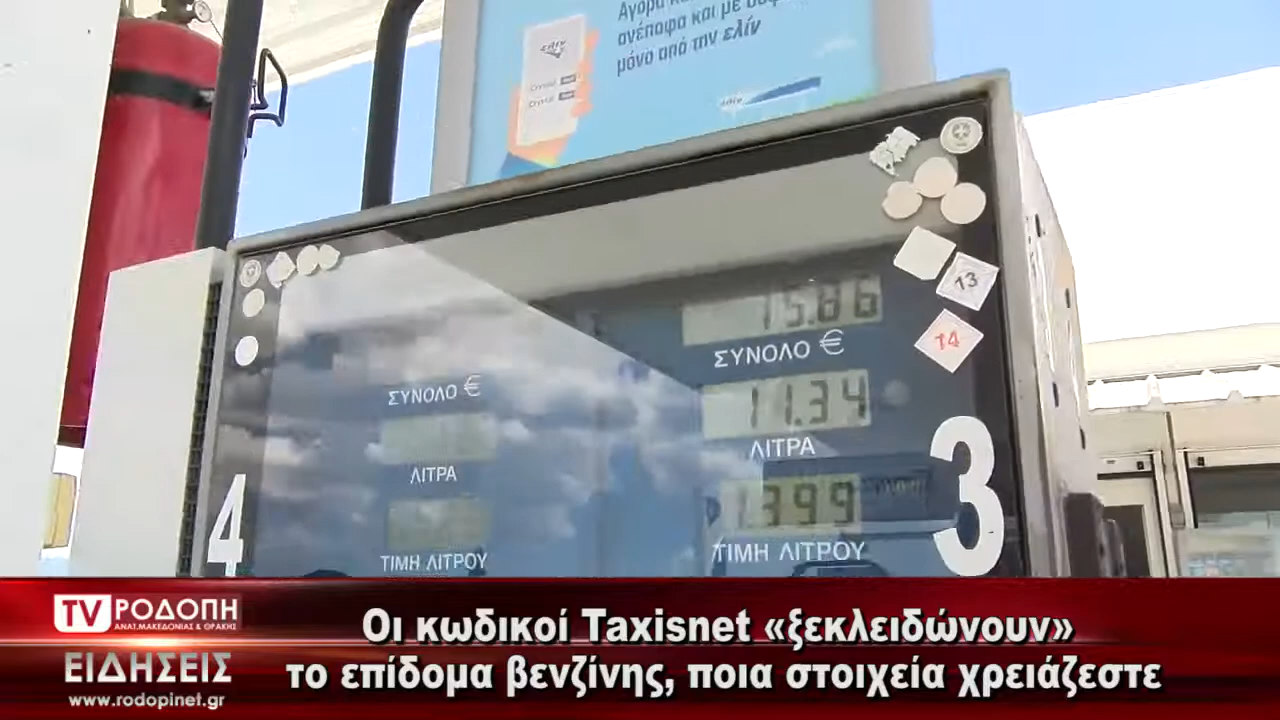 Αγορά
ανέπαφα και με
μόνο από την ελίν
ελίν
15.86
ΣΥΝΟΛΟ €
11.34
ΛΙΤΡΑ
1.399
ΤΙΜΗ ΛΙΤΡΟΥ
3
13
14
ΣΥΝΟΛΟ €
ΛΙΤΡΑ
ΤΙΜΗ ΛΙΤΡΟΥ
4
TV ΡΟΔΟΠΗ
ΑΝΑΤ.ΜΑΚΕΔΟΝΙΑΣ & ΘΡΑΚΗΣ
ΕΙΔΗΣΕΙΣ
www.rodopinet.gr
Οι κωδικοί Taxisnet «ξεκλειδώνουν»
το επίδομα βενζίνης, ποια στοιχεία χρειάζεστε